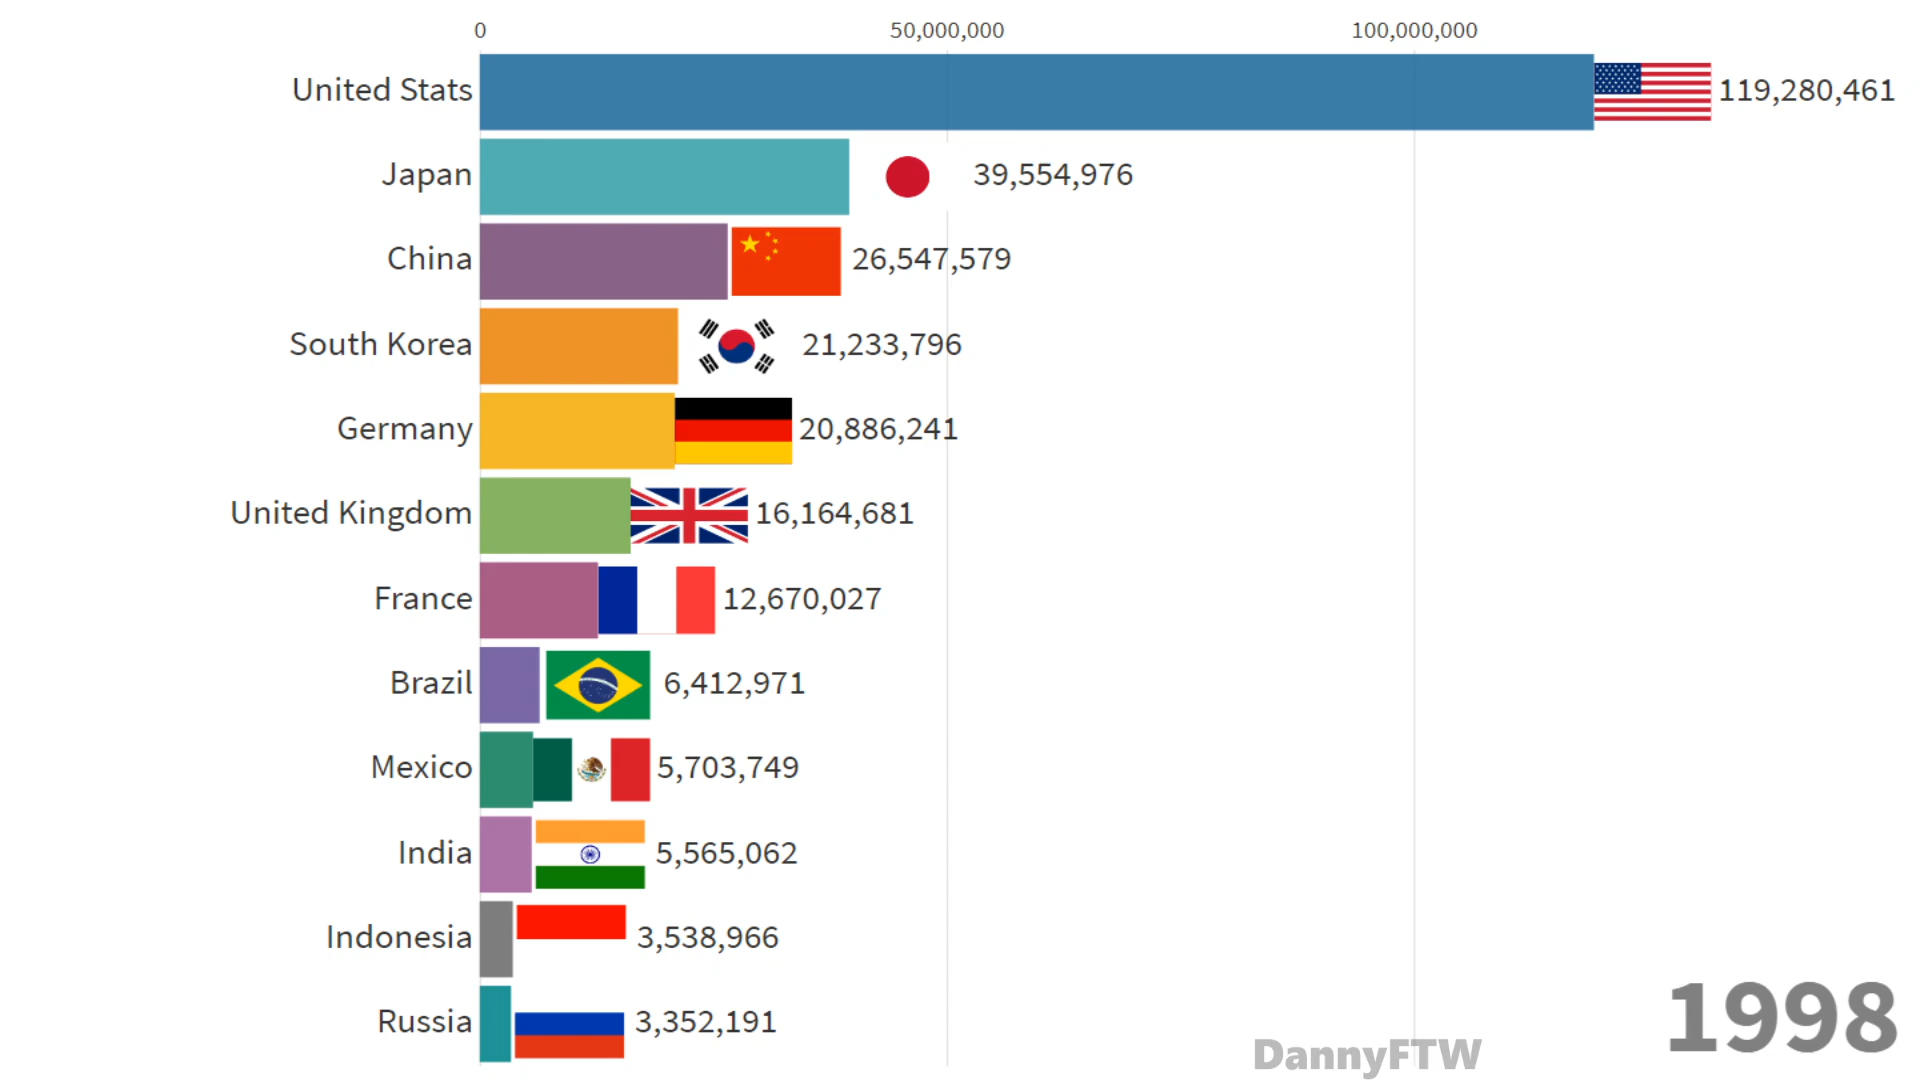 0 50,000,000 100,000,000
United Stats 119,280,461
Japan 39,554,976
China 26,547,579
South Korea 21,233,796
Germany 20,886,241
United Kingdom 16,164,681
France 12,670,027
Brazil 6,412,971
Mexico 5,703,749
India 5,565,062
Indonesia 3,538,966
Russia 3,352,191
1998
DannyFTW